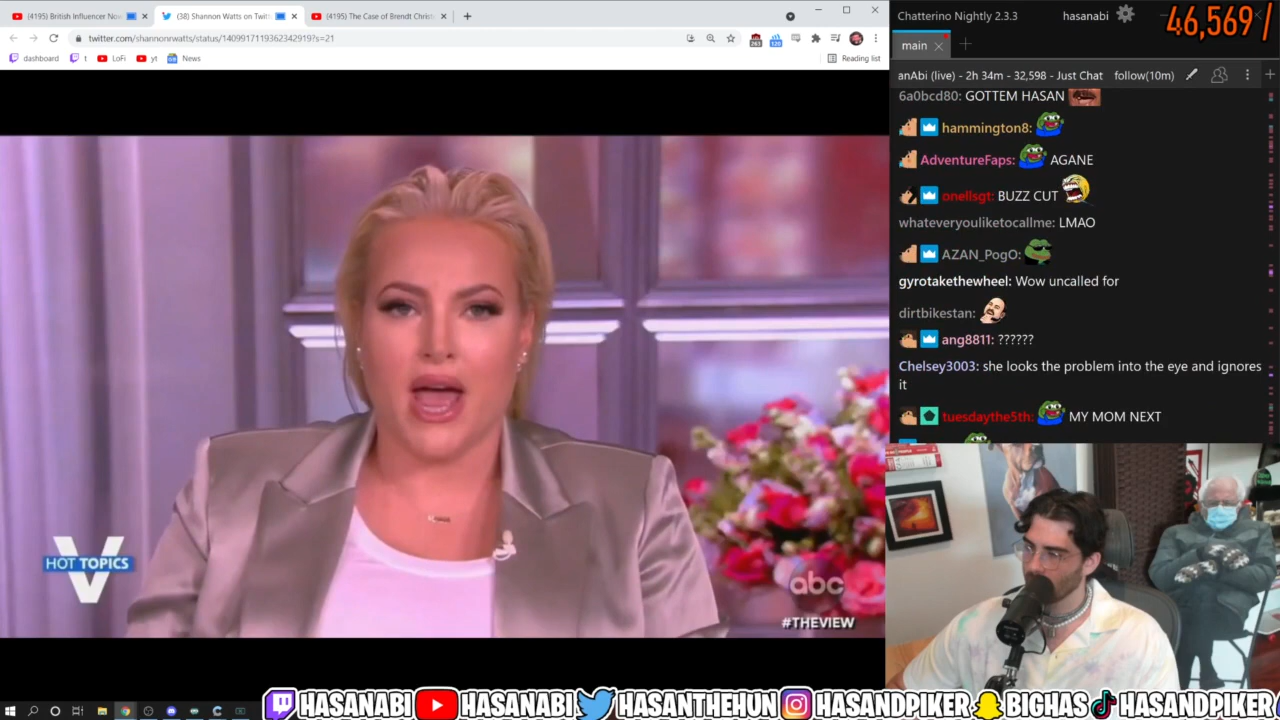 (4195) British Influencer Now
(38) Shannon Watts on Twitt
(4195) The Case of Brendt Christ
twitter.com/shannonrwatts/status/1409917119362342919?s=21
dashboard
t
LoFi
yt
News
Reading list
HOT TOPICS
V
abc
#THEVIEW
Chatterino Nightly 2.3.3
hasanabi
46,569 /
main
anAbi (live) - 2h 34m - 32,598 - Just Chat
follow(10m)
6a0bcd80: GOTTEM HASAN
hammington8:
AdventureFaps: AGANE
onellsgt: BUZZ CUT
whateveryouliketocallme: LMAO
AZAN_PogO:
gyrotakethewheel: Wow uncalled for
dirtbikestan:
ang8811: ??????
Chelsey3003: she looks the problem into the eye and ignores
it
tuesdaythe5th: MY MOM NEXT
HASANABI HASANABI HASANTHEHUN HASANDPIKER BIGHAS HASANDPIKER